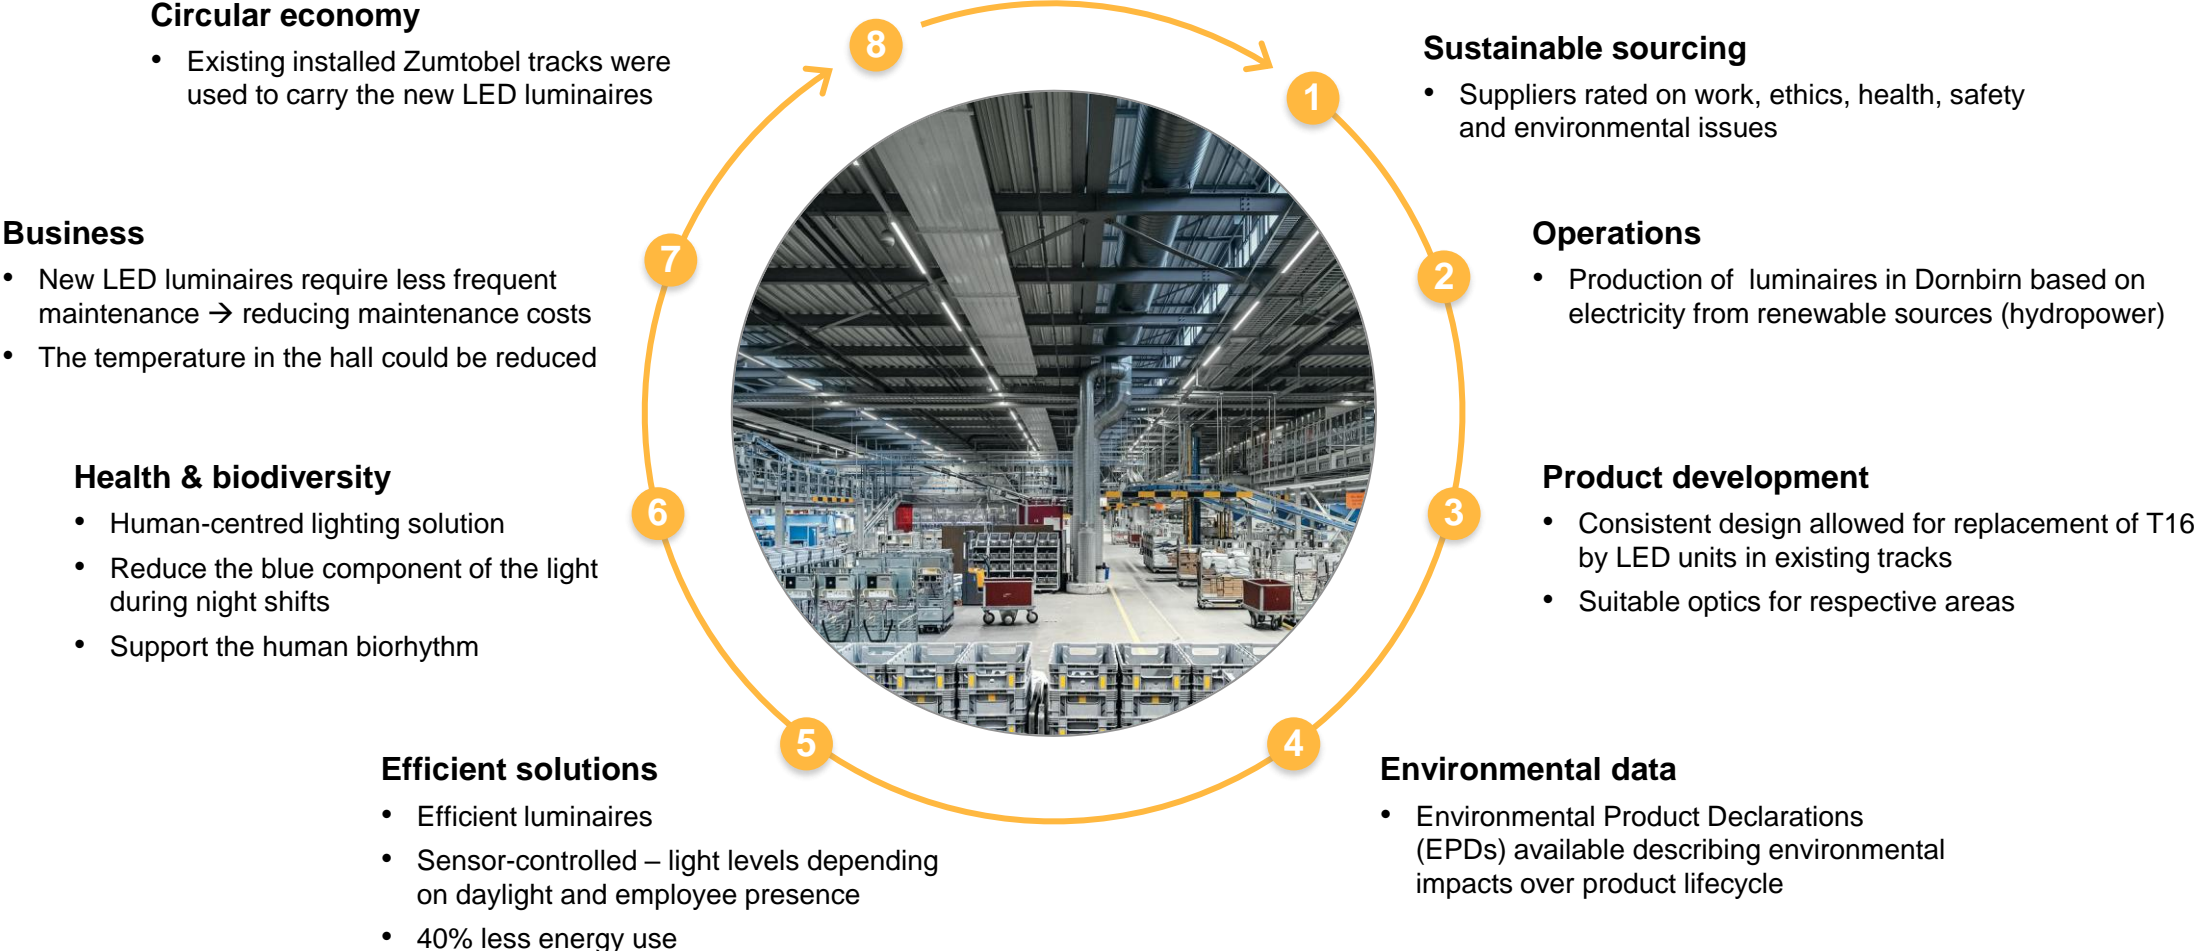 Circular economy
• Existing installed Zumtobel tracks were
used to carry the new LED luminaires
8
1
Sustainable sourcing
• Suppliers rated on work, ethics, health, safety
and environmental issues
2
Operations
• Production of  luminaires in Dornbirn based on
electricity from renewable sources (hydropower)
3
Product development
• Consistent design allowed for replacement of T16
by LED units in existing tracks
• Suitable optics for respective areas
4
Environmental data
• Environmental Product Declarations
(EPDs) available describing environmental
impacts over product lifecycle
5
Efficient solutions
• Efficient luminaires
• Sensor-controlled – light levels depending
on daylight and employee presence
• 40% less energy use
6
Health & biodiversity
• Human-centred lighting solution
• Reduce the blue component of the light
during night shifts
• Support the human biorhythm
7
Business
• New LED luminaires require less frequent
maintenance → reducing maintenance costs
• The temperature in the hall could be reduced